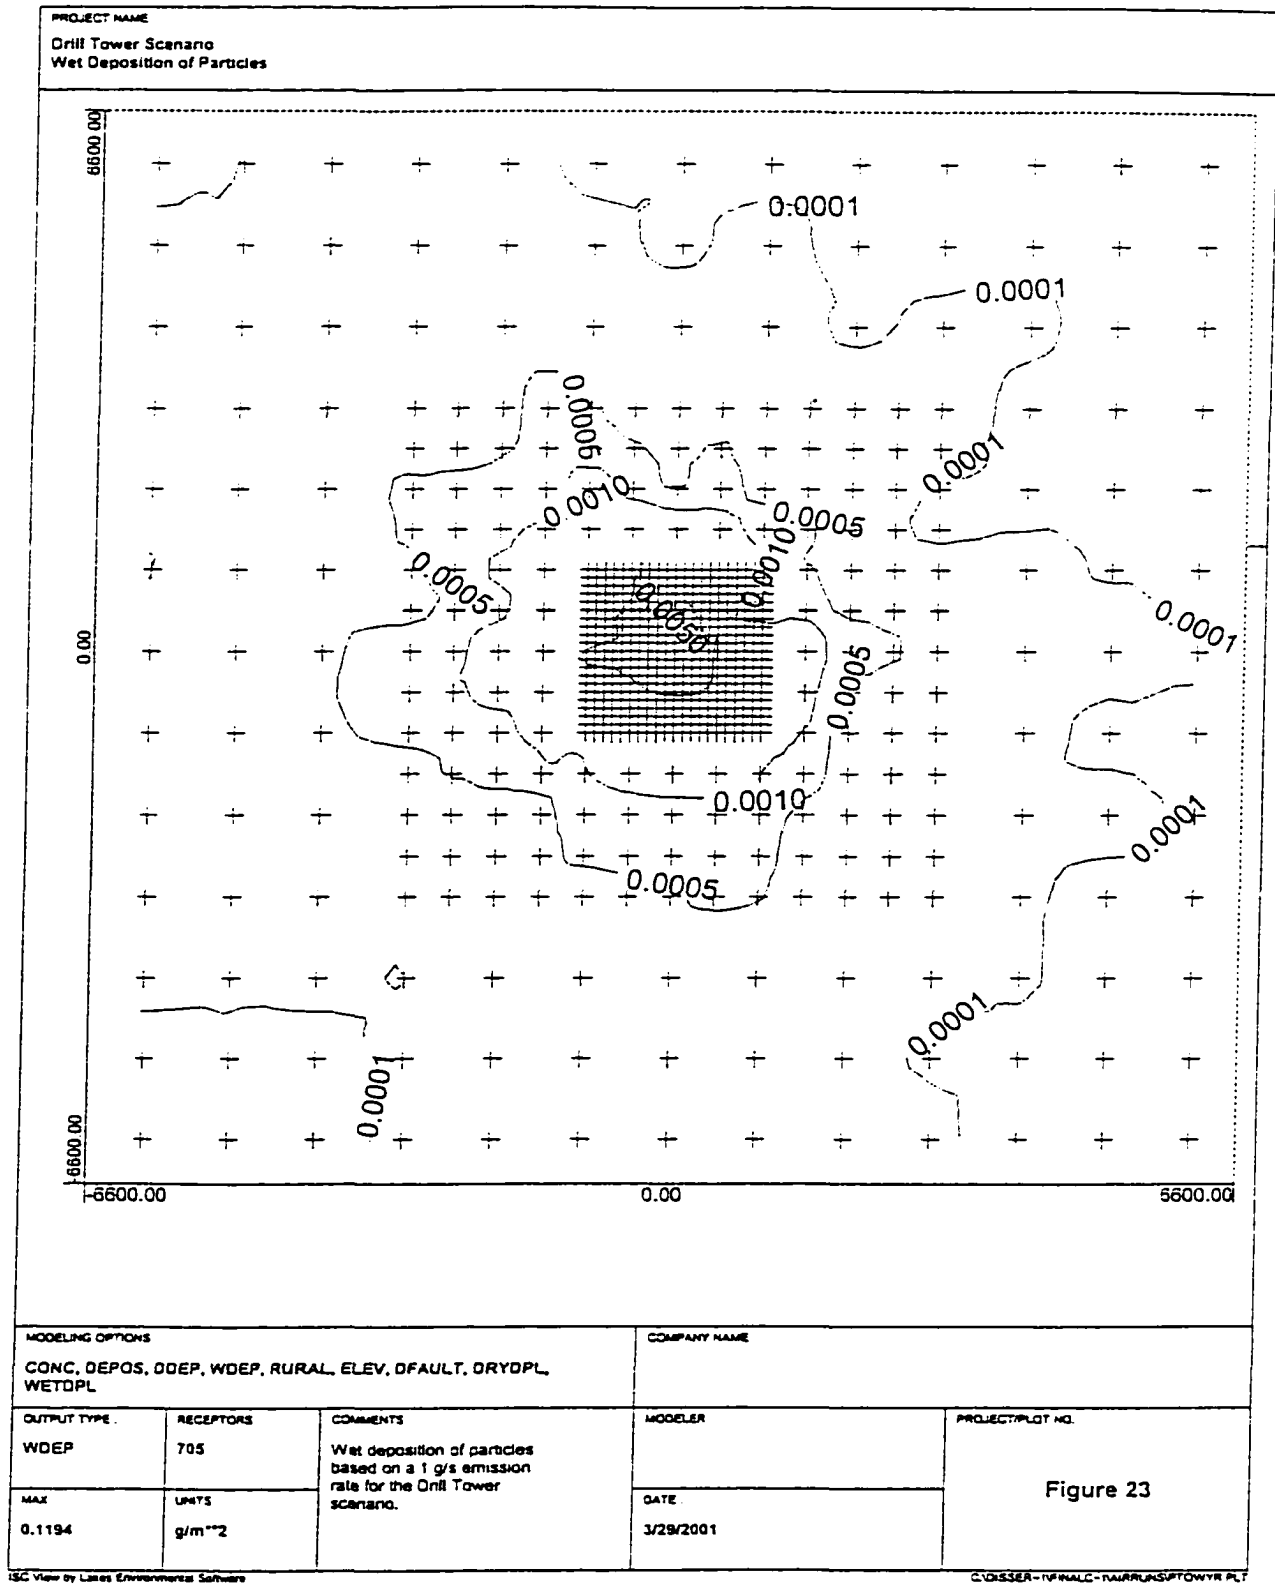 PROJECT NAME
Drill Tower Scenario
Wet Deposition of Particles
6600.00
0.0001
0.0001
0.0006
0.0001
0.0010
0.0005
0.0010
0.0005
0.0050
0.0001
0.00
0.0005
0.0010
0.0001
0.0005
0.0001
0.0001
-6600.00
-6600.00
0.00
5600.00
MODELING OPTIONS
CONC, DEPOS, DDEP, WDEP, RURAL, ELEV, DFAULT, DRYDPL,
WETDPL
COMPANY NAME
OUTPUT TYPE.
WDEP
RECEPTORS
705
COMMENTS
Wet deposition of particles
based on a 1 g/s emission
rate for the Drill Tower
scenario.
MODELER
PROJECT/PLOT NO.
Figure 23
MAX
0.1194
UNITS
g/m**2
DATE.
3/29/2001
ISC View by Lakes Environmental Software